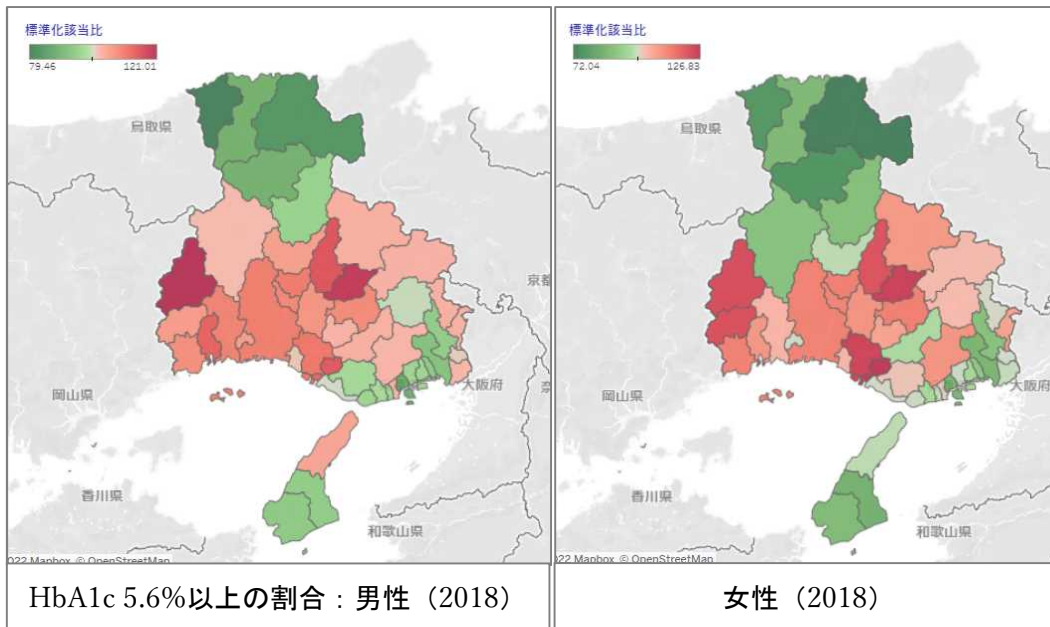 標準化該当比
79.46 121.01
鳥取県
京都
岡山県
大阪府
奈
香川県
和歌山県
022 Mapbox © OpenStreetMap
HbA1c 5.6%以上の割合：男性（2018）
標準化該当比
72.04 126.83
鳥取県
岡山県
大阪府
香川県
和歌山県
022 Mapbox © OpenStreetMap
女性（2018）